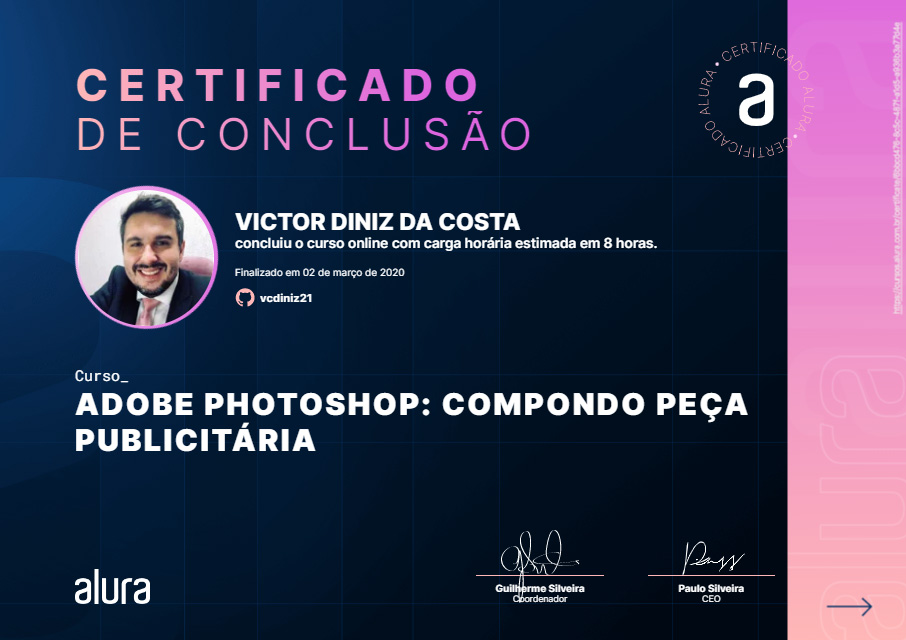 CERTIFICADO
DE CONCLUSÃO
CERTIFICADO ALURA • CERTIFICADO ALURA •
a
VICTOR DINIZ DA COSTA
concluiu o curso online com carga horária estimada em 8 horas.
Finalizado em 02 de março de 2020
vcdiniz21
Curso_
ADOBE PHOTOSHOP: COMPONDO PEÇA
PUBLICITÁRIA
alura
Guilherme Silveira
Coordenador
Paulo Silveira
CEO
alura